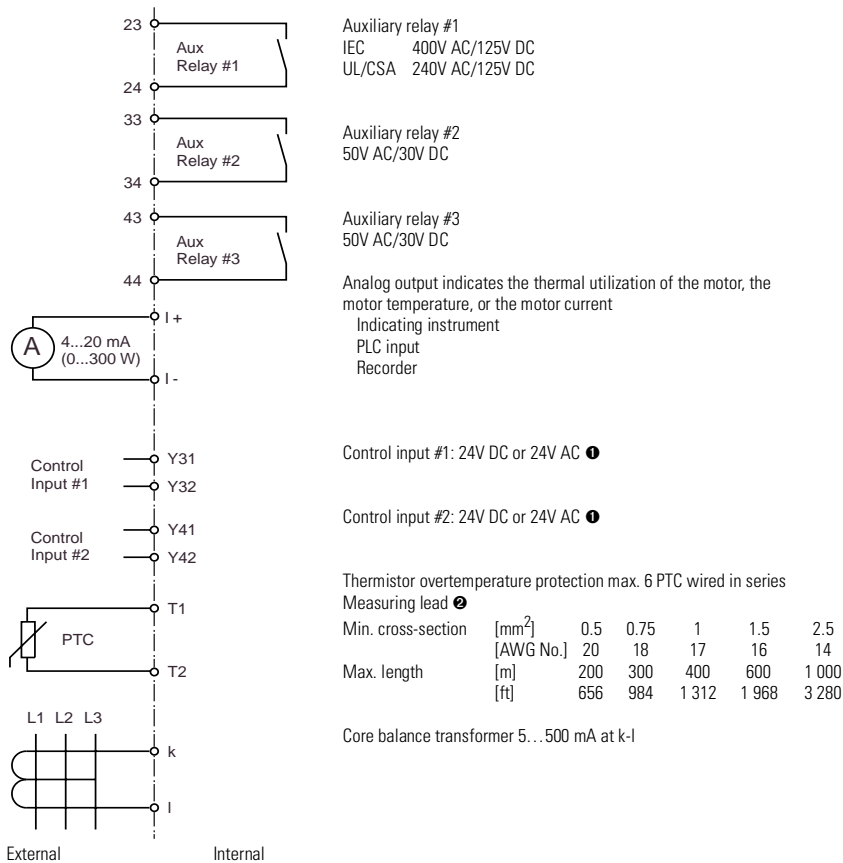 23
Aux
Relay #1
24
Auxiliary relay #1
IEC 400V AC/125V DC
UL/CSA 240V AC/125V DC
33
Aux
Relay #2
34
Auxiliary relay #2
50V AC/30V DC
43
Aux
Relay #3
44
Auxiliary relay #3
50V AC/30V DC
Analog output indicates the thermal utilization of the motor, the
motor temperature, or the motor current
Indicating instrument
PLC input
Recorder
I +
A
4...20 mA
(0...300 W)
I -
Control
Input #1
Y31
Y32
Control input #1: 24V DC or 24V AC ❶
Control
Input #2
Y41
Y42
Control input #2: 24V DC or 24V AC ❶
T1
PTC
T2
Thermistor overtemperature protection max. 6 PTC wired in series
Measuring lead ❷
Min. cross-section [mm²] 0.5 0.75 1 1.5 2.5
[AWG No.] 20 18 17 16 14
Max. length [m] 200 300 400 600 1 000
[ft] 656 984 1 312 1 968 3 280
L1 L2 L3
k
l
Core balance transformer 5...500 mA at k-l
External Internal